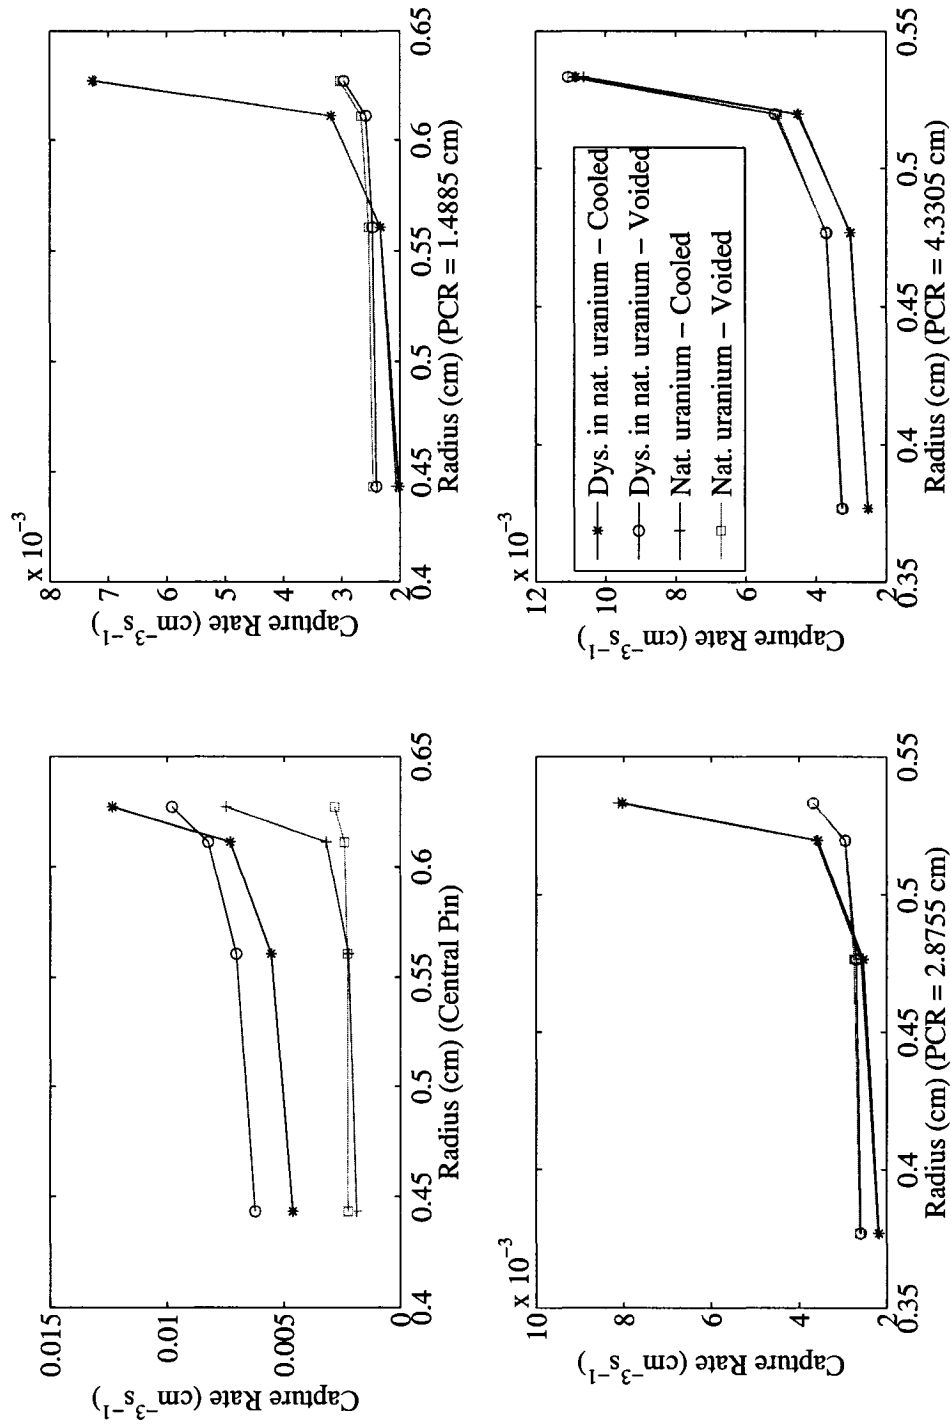 0.015
0.01
0.005
0
0.4
0.45
0.5
0.55
0.6
0.65
Capture Rate (cm⁻³s⁻¹)
Radius (cm) (Central Pin)
x 10⁻³
8
7
6
5
4
3
2
0.4
0.45
0.5
0.55
0.6
0.65
Capture Rate (cm⁻³s⁻¹)
Radius (cm) (PCR = 1.4885 cm)
x 10⁻³
10
8
6
4
2
0.35
0.4
0.45
0.5
0.55
Capture Rate (cm⁻³s⁻¹)
Radius (cm) (PCR = 2.8755 cm)
x 10⁻³
12
10
8
6
4
2
0.35
0.4
0.45
0.5
0.55
Capture Rate (cm⁻³s⁻¹)
Radius (cm) (PCR = 4.3305 cm)
Dys. in nat. uranium – Cooled
Dys. in nat. uranium – Voided
Nat. uranium – Cooled
Nat. uranium – Voided